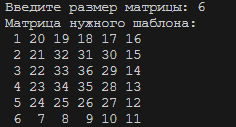 Введите размер матрицы: 6
Матрица нужного шаблона:
1 20 19 18 17 16
2 21 32 31 30 15
3 22 33 36 29 14
4 23 34 35 28 13
5 24 25 26 27 12
6 7 8 9 10 11